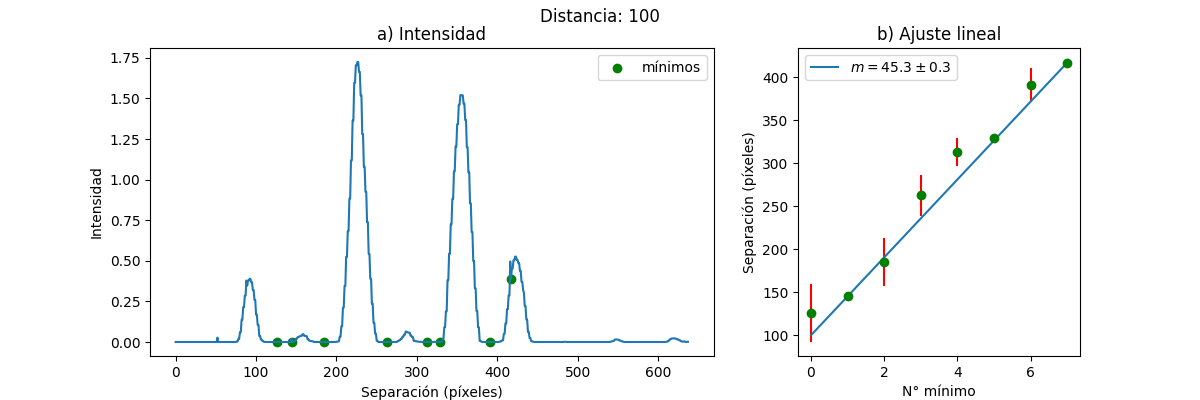 Distancia: 100
a) Intensidad
b) Ajuste lineal
mínimos
m = 45.3 ± 0.3
Intensidad
1.75
1.50
1.25
1.00
0.75
0.50
0.25
0.00
0 100 200 300 400 500 600
Separación (píxeles)
Separación (píxeles)
400
350
300
250
200
150
100
0 2 4 6
N° mínimo